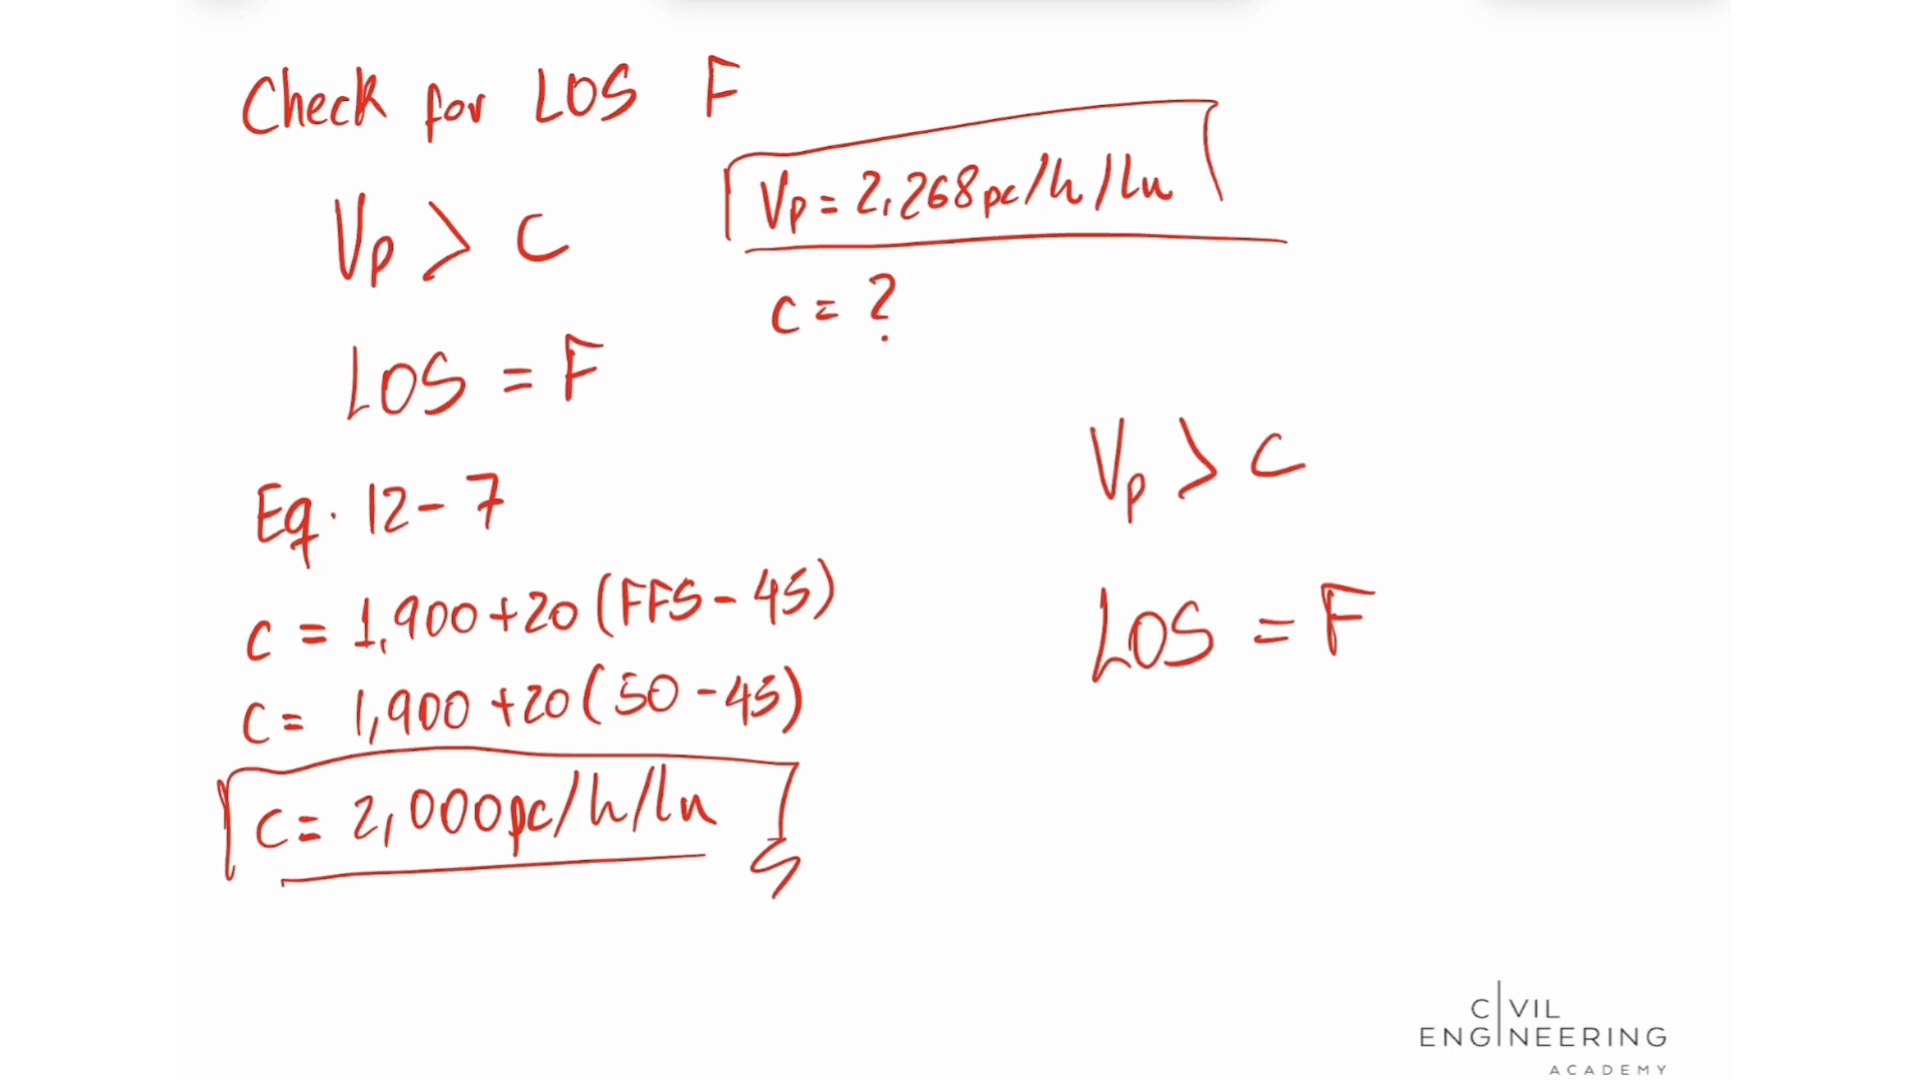 Check for LOS F
Vp > c
Vp = 2,268 pc/h/ln
c = ?
LOS = F
Eq. 12-7
c = 1,900 + 20 (FFS - 45)
c = 1,900 + 20 (50 - 45)
c = 2,000 pc/h/ln
Vp > c
LOS = F
CIVIL
ENGINEERING
ACADEMY